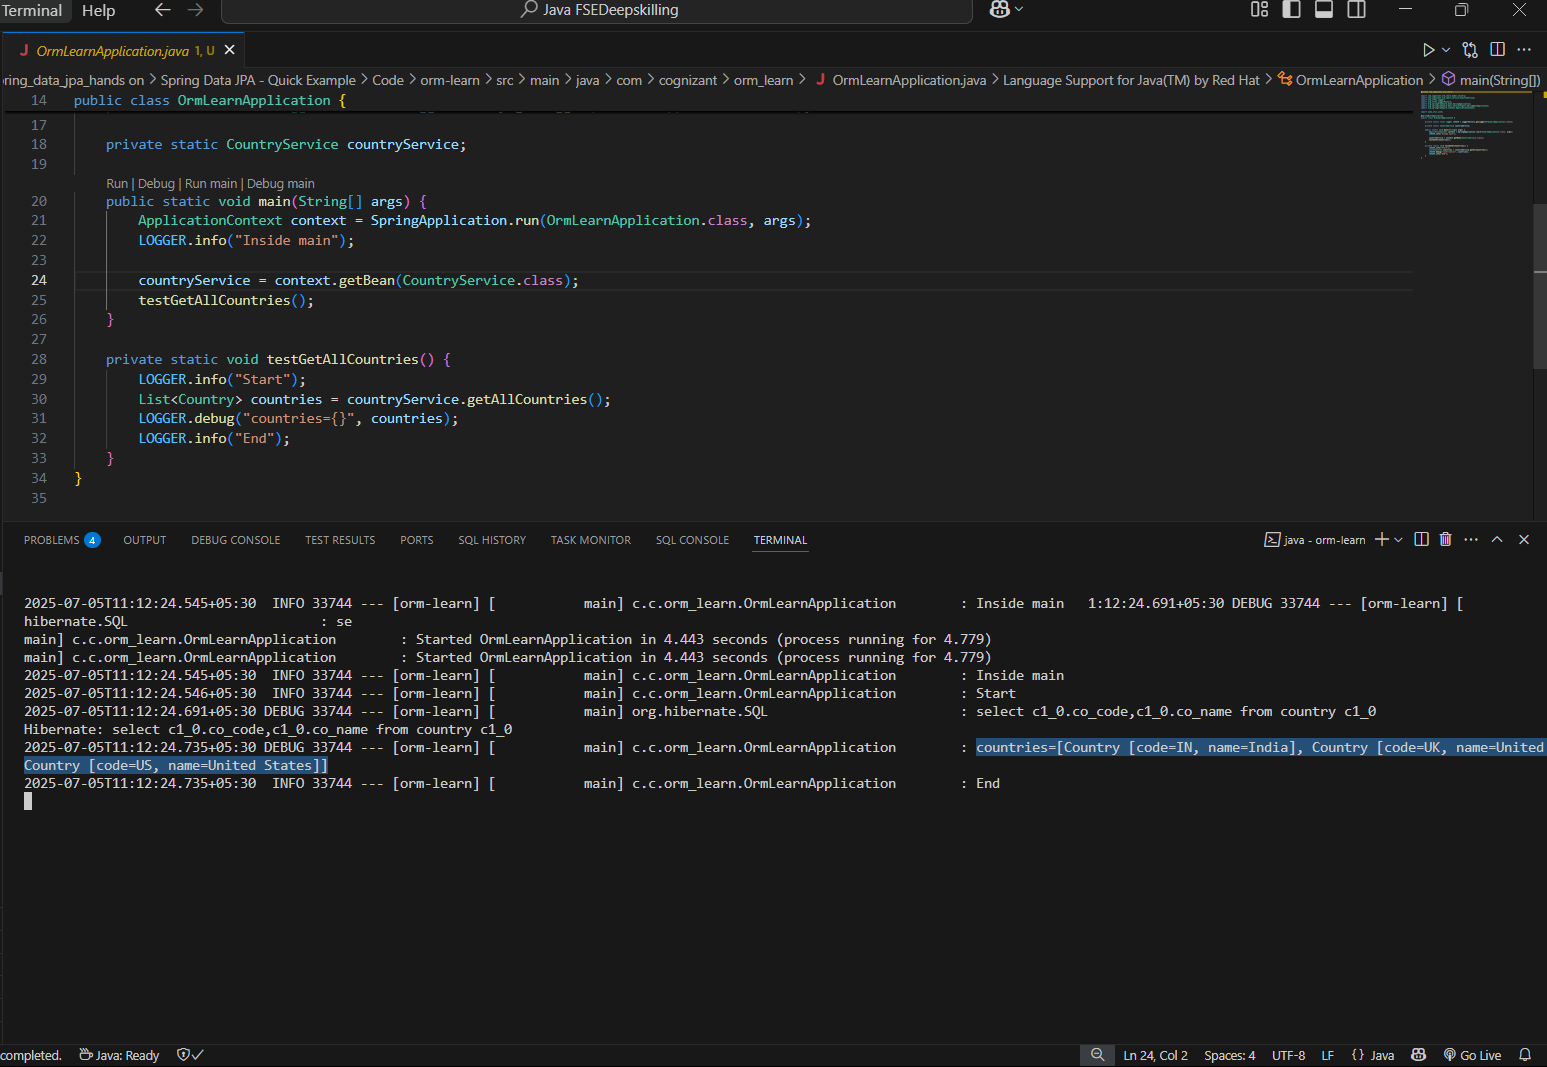 Terminal Help Java FSEDeepskilling
OrmLearnApplication.java 1, U
ring_data_jpa_hands on > Spring Data JPA - Quick Example > Code > orm-learn > src > main > java > com > cognizant > orm_learn > OrmLearnApplication.java > Language Support for Java(TM) by Red Hat > OrmLearnApplication > main(String[])
14 public class OrmLearnApplication {
17
18 private static CountryService countryService;
19
Run | Debug | Run main | Debug main
20 public static void main(String[] args) {
21 ApplicationContext context = SpringApplication.run(OrmLearnApplication.class, args);
22 LOGGER.info("Inside main");
23
24 countryService = context.getBean(CountryService.class);
25 testGetAllCountries();
26 }
27
28 private static void testGetAllCountries() {
29 LOGGER.info("Start");
30 List<Country> countries = countryService.getAllCountries();
31 LOGGER.debug("countries={}", countries);
32 LOGGER.info("End");
33 }
34 }
35
PROBLEMS 4 OUTPUT DEBUG CONSOLE TEST RESULTS PORTS SQL HISTORY TASK MONITOR SQL CONSOLE TERMINAL java - orm-learn
2025-07-05T11:12:24.545+05:30 INFO 33744 --- [orm-learn] [ main] c.c.orm_learn.OrmLearnApplication : Inside main 1:12:24.691+05:30 DEBUG 33744 --- [orm-learn] [
hibernate.SQL : se
main] c.c.orm_learn.OrmLearnApplication : Started OrmLearnApplication in 4.443 seconds (process running for 4.779)
main] c.c.orm_learn.OrmLearnApplication : Started OrmLearnApplication in 4.443 seconds (process running for 4.779)
2025-07-05T11:12:24.545+05:30 INFO 33744 --- [orm-learn] [ main] c.c.orm_learn.OrmLearnApplication : Inside main
2025-07-05T11:12:24.546+05:30 INFO 33744 --- [orm-learn] [ main] c.c.orm_learn.OrmLearnApplication : Start
2025-07-05T11:12:24.691+05:30 DEBUG 33744 --- [orm-learn] [ main] org.hibernate.SQL : select c1_0.co_code,c1_0.co_name from country c1_0
Hibernate: select c1_0.co_code,c1_0.co_name from country c1_0
2025-07-05T11:12:24.735+05:30 DEBUG 33744 --- [orm-learn] [ main] c.c.orm_learn.OrmLearnApplication : countries=[Country [code=IN, name=India], Country [code=UK, name=United
Country [code=US, name=United States]]
2025-07-05T11:12:24.735+05:30 INFO 33744 --- [orm-learn] [ main] c.c.orm_learn.OrmLearnApplication : End
completed. Java: Ready Ln 24, Col 2 Spaces: 4 UTF-8 LF {} Java Go Live